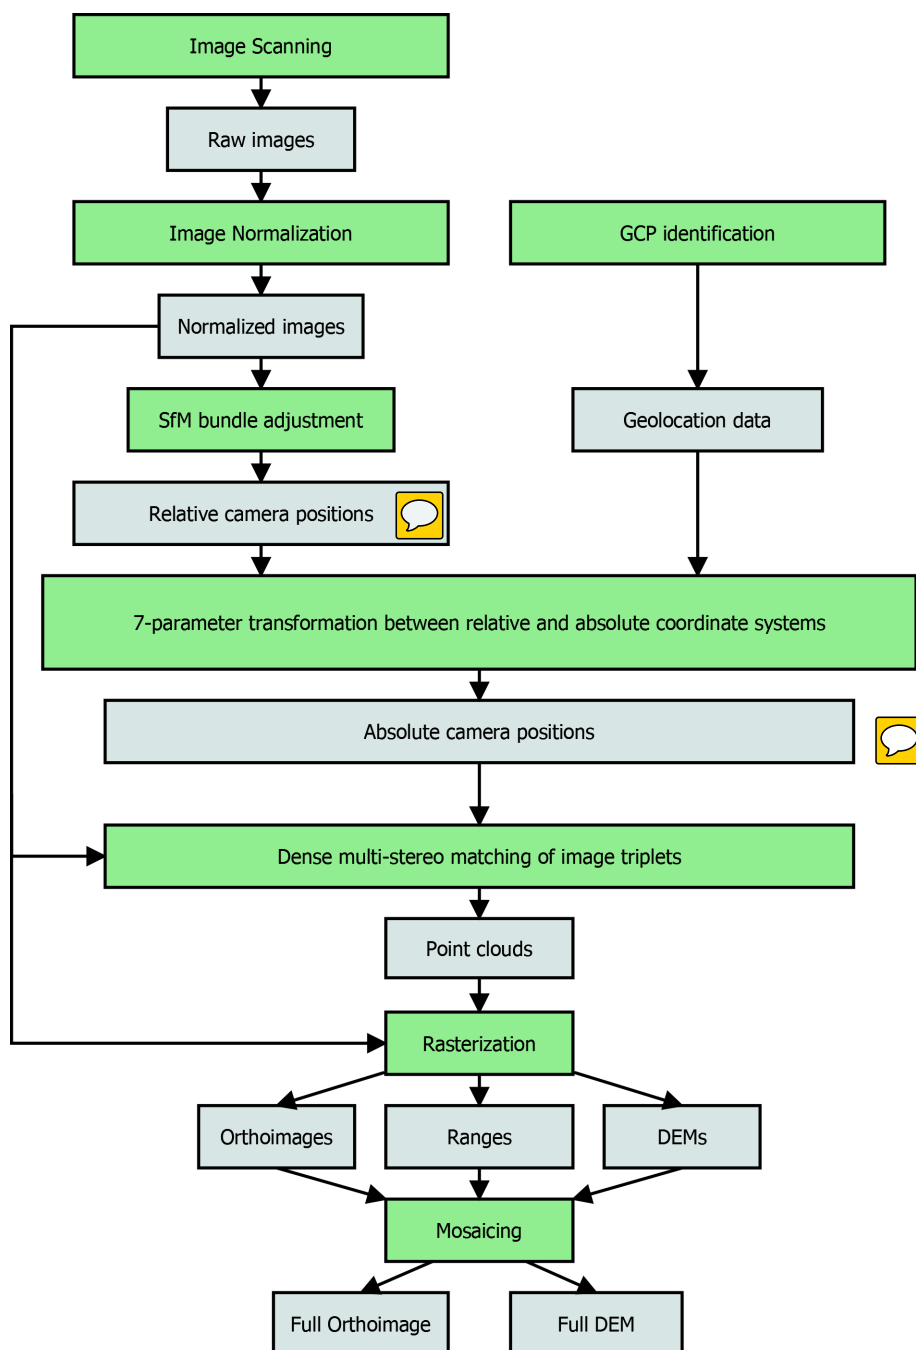 Image Scanning
Raw images
Image Normalization
GCP identification
Normalized images
SfM bundle adjustment
Geolocation data
Relative camera positions
7-parameter transformation between relative and absolute coordinate systems
Absolute camera positions
Dense multi-stereo matching of image triplets
Point clouds
Rasterization
Orthoimages
Ranges
DEMs
Mosaicing
Full Orthoimage
Full DEM